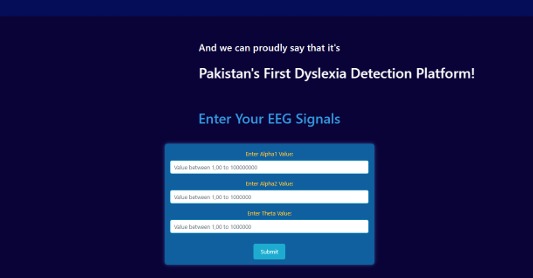 And we can proudly say that it's
Pakistan's First Dyslexia Detection Platform!
Enter Your EEG Signals
Enter Alpha1 Value:
Value between 1,00 to 100000000
Enter Alpha2 Value:
Value between 1,00 to 1000000
Enter Theta Value:
Value between 1,00 to 1000000
Submit